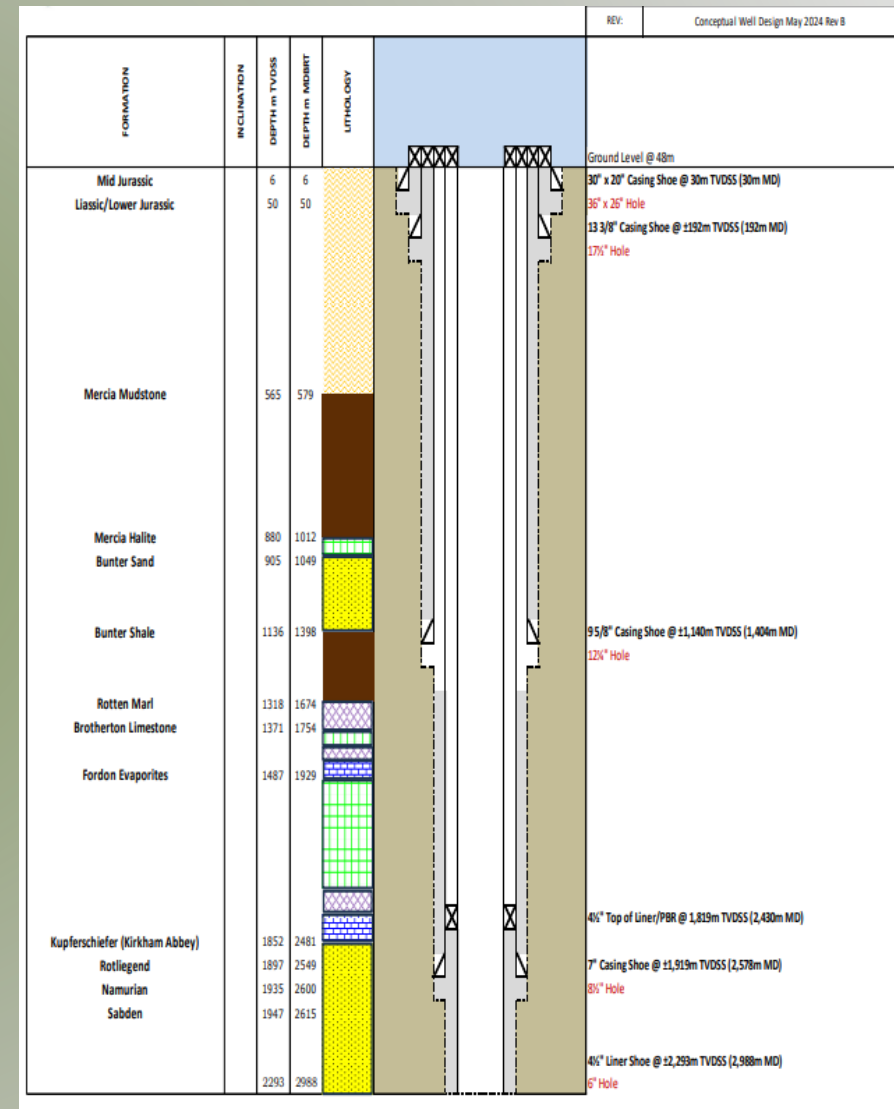 REV: Conceptual Well Design May 2024 Rev B
FORMATION INCLINATION DEPTH m TVDSS DEPTH m MDBRT LITHOLOGY
Ground Level @ 48m
Mid Jurassic 6 6 30" x 20" Casing Shoe @ 30m TVDSS (30m MD)
Liassic/Lower Jurassic 50 50 36" x 26" Hole
13 3/8" Casing Shoe @ ±192m TVDSS (192m MD)
17½" Hole
Mercia Mudstone 565 579
Mercia Halite 880 1012
Bunter Sand 905 1049
Bunter Shale 1136 1398 9 5/8" Casing Shoe @ ±1,140m TVDSS (1,404m MD)
12¼" Hole
Rotten Marl 1318 1674
Brotherton Limestone 1371 1754
Fordon Evaporites 1487 1929
4½" Top of Liner/PBR @ 1,819m TVDSS (2,430m MD)
Kupferschiefer (Kirkham Abbey) 1852 2481
Rotliegend 1897 2549 7" Casing Shoe @ ±1,919m TVDSS (2,578m MD)
Namurian 1935 2600 8½" Hole
Sabden 1947 2615
4½" Liner Shoe @ ±2,293m TVDSS (2,988m MD)
2293 2988 6" Hole